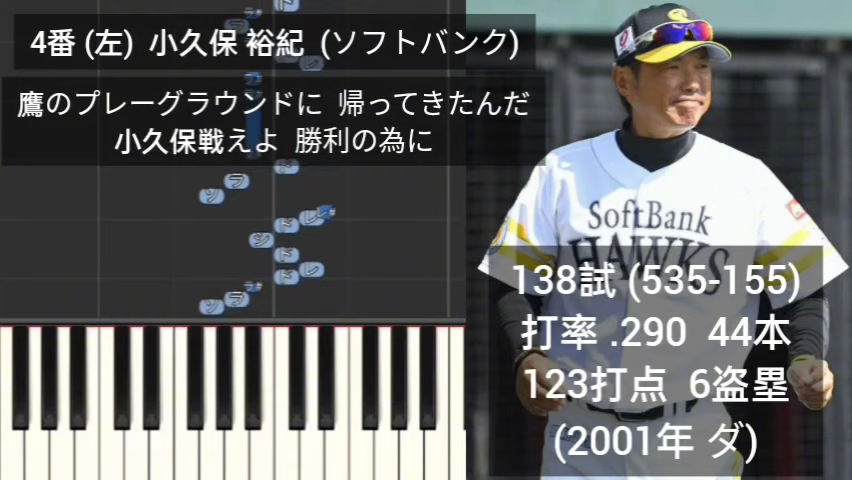 4番 (左) 小久保 裕紀 (ソフトバンク)
鷹のプレーグラウンドに 帰ってきたんだ
小久保戦えよ 勝利の為に
ド
レ
ド
ラ
ソ
レ
ド
シ
ド
レ
ド
ラ
ソ
SoftBank
HAWKS
138試 (535-155)
打率 .290 44本
123打点 6盗塁
(2001年 ダ)